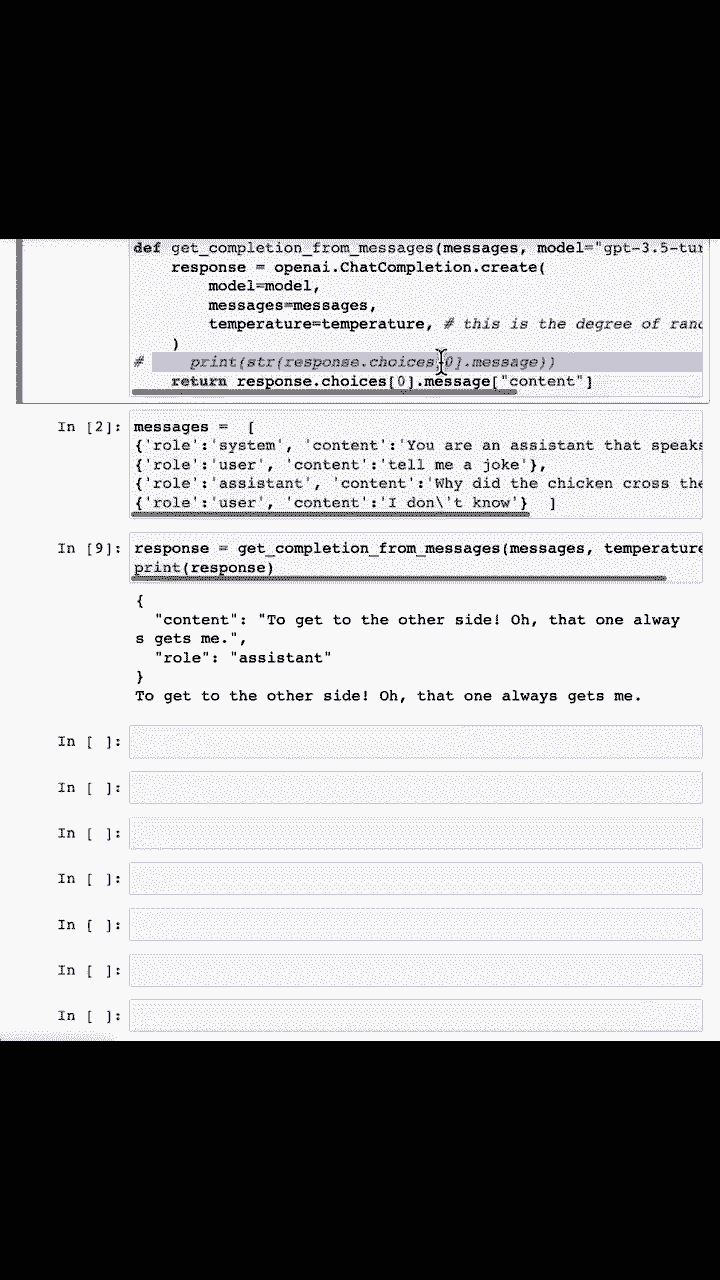 def get_completion_from_messages(messages, model="gpt-3.5-tur
response = openai.ChatCompletion.create(
model=model,
messages=messages,
temperature=temperature, # this is the degree of rand
)
# print(str(response.choices[0].message))
return response.choices[0].message["content"]
In [2]: messages = [
{'role':'system', 'content':'You are an assistant that speaks
{'role':'user', 'content':'tell me a joke'},
{'role':'assistant', 'content':'Why did the chicken cross the
{'role':'user', 'content':'I don\'t know'} ]
In [9]: response = get_completion_from_messages(messages, temperature
print(response)
{
"content": "To get to the other side! Oh, that one alway
s gets me.",
"role": "assistant"
}
To get to the other side! Oh, that one always gets me.
In [ ]:
In [ ]:
In [ ]:
In [ ]:
In [ ]:
In [ ]:
In [ ]: